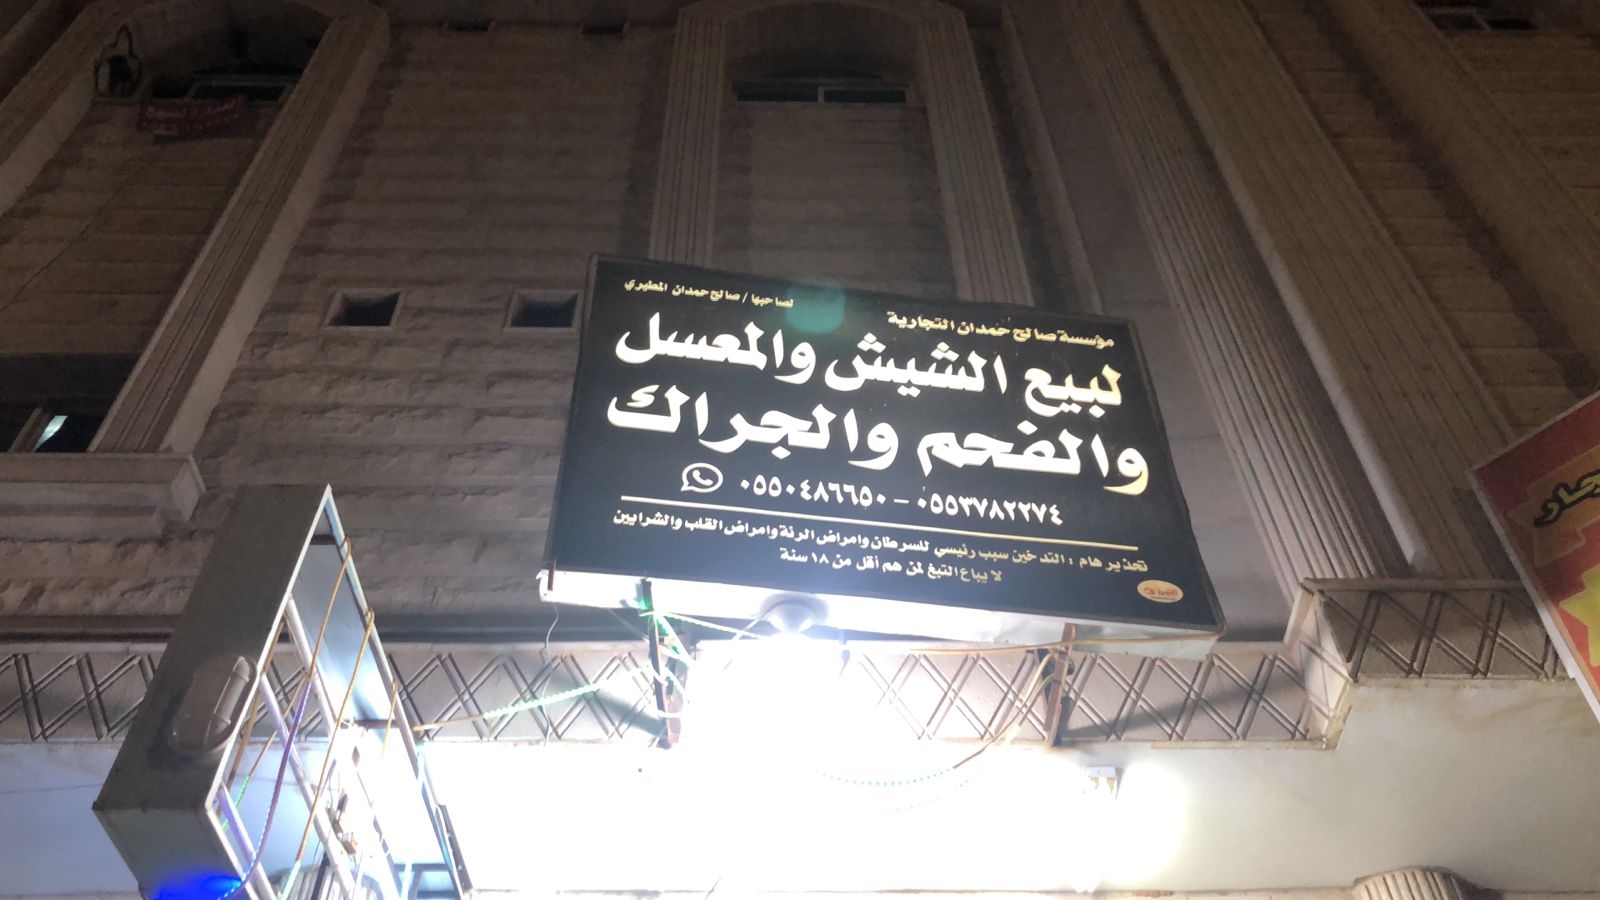 مؤسسة صالح حمدان التجارية
لصاحبها / صالح حمدان المطيري
لبيع الشيش والمعسل
والفحم والجراك
٠٥٥٣٧٨٢٢٧٤ - ٠٥٥٠٤٨٦٦٥٠
تحذير هام : التدخين سبب رئيسي للسرطان وامراض الرئة وامراض القلب والشرايين
لا يباع التبغ لمن هم أقل من ١٨ سنة